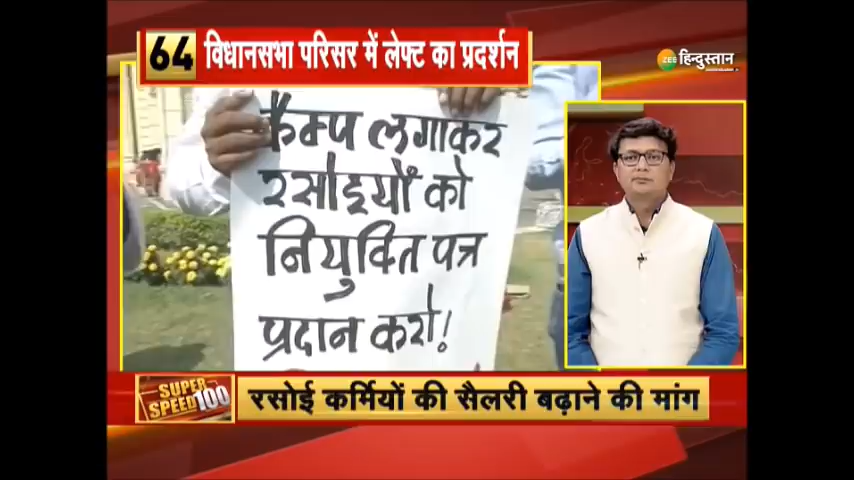 64 विधानसभा परिसर में लेफ्ट का प्रदर्शन
ZEE हिन्दुस्तान
कैम्प लगाकर
रसोइयों को
नियुक्ति पत्र
प्रदान करो!
SUPER
SPEED 100
रसोई कर्मियों की सैलरी बढ़ाने की मांग